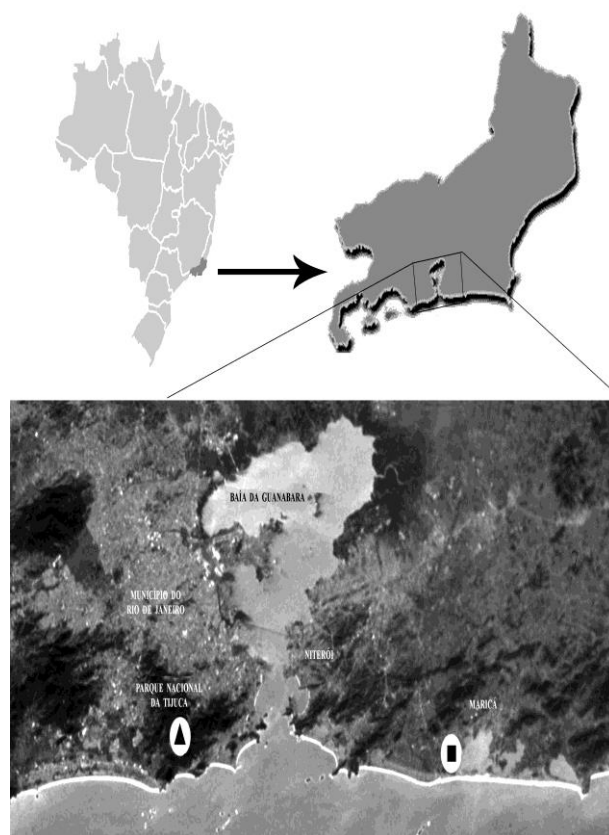 BAÍA DA GUANABARA
MUNICÍPIO DO
RIO DE JANEIRO
NITERÓI
PARQUE NACIONAL
DA TIJUCA
MARICÁ